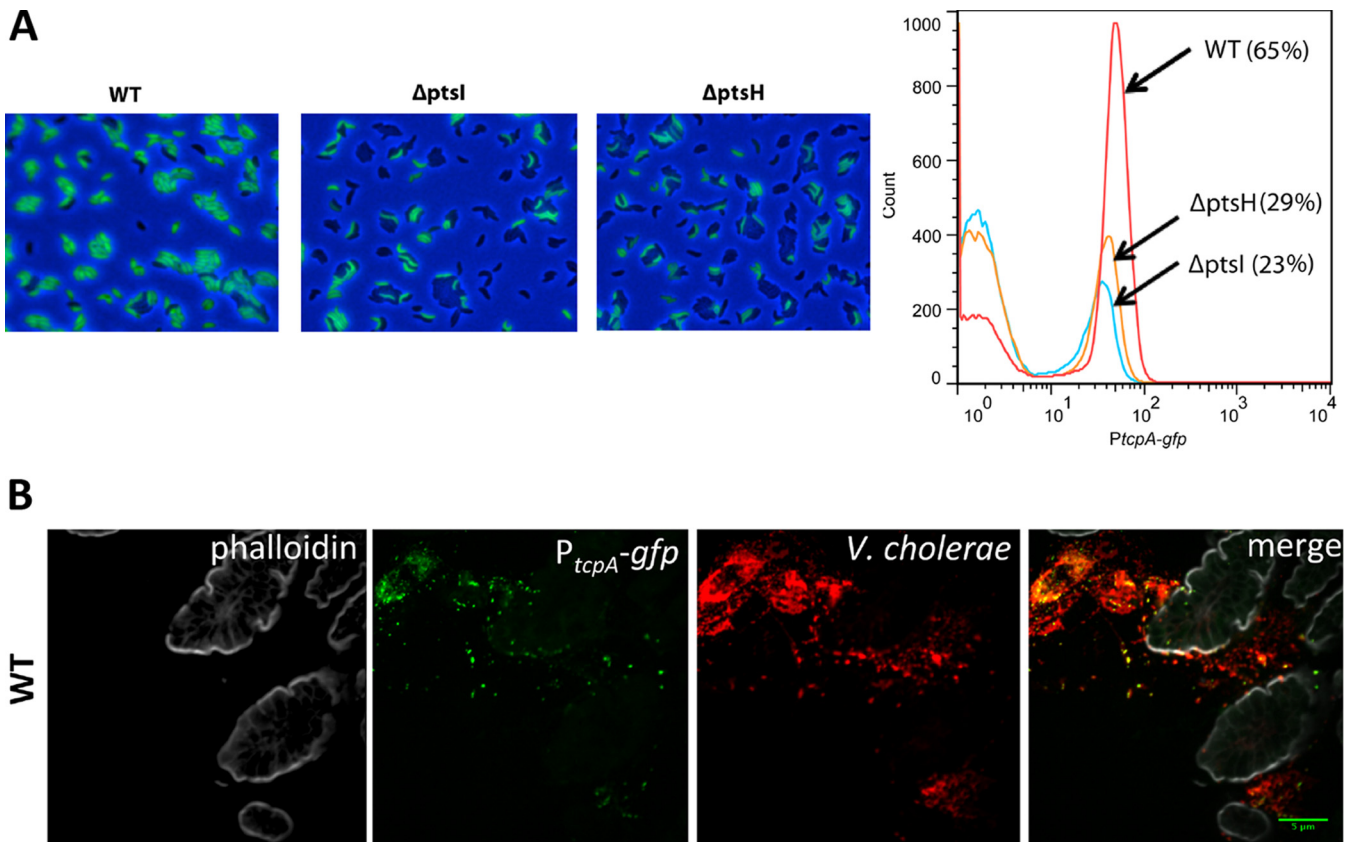 A
WT
ΔptsI
ΔptsH
1000
800
600
400
200
0
Count
10⁰ 10¹ 10² 10³ 10⁴
PtcpA-gfp
WT (65%)
ΔptsH (29%)
ΔptsI (23%)
B
WT
phalloidin
PtcpA-gfp
V. cholerae
merge
5 µm